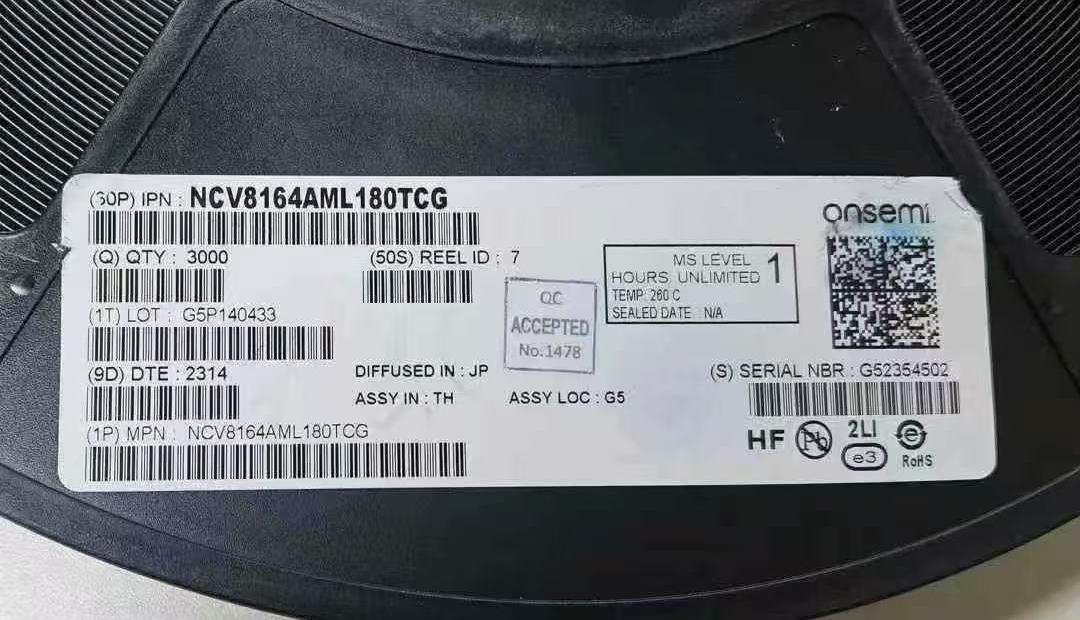 (30P) IPN : NCV8164AML180TCG
onsemi
(Q) QTY : 3000
(50S) REEL ID : 7
MS LEVEL 1
HOURS: UNLIMITED
TEMP: 260 C
SEALED DATE : N/A
QC
ACCEPTED
No.1478
(1T) LOT : G5P140433
(9D) DTE : 2314
DIFFUSED IN : JP
(S) SERIAL NBR : G52354502
ASSY IN : TH
ASSY LOC : G5
(1P) MPN : NCV8164AML180TCG
HF Pb 2LI e
e3 RoHS